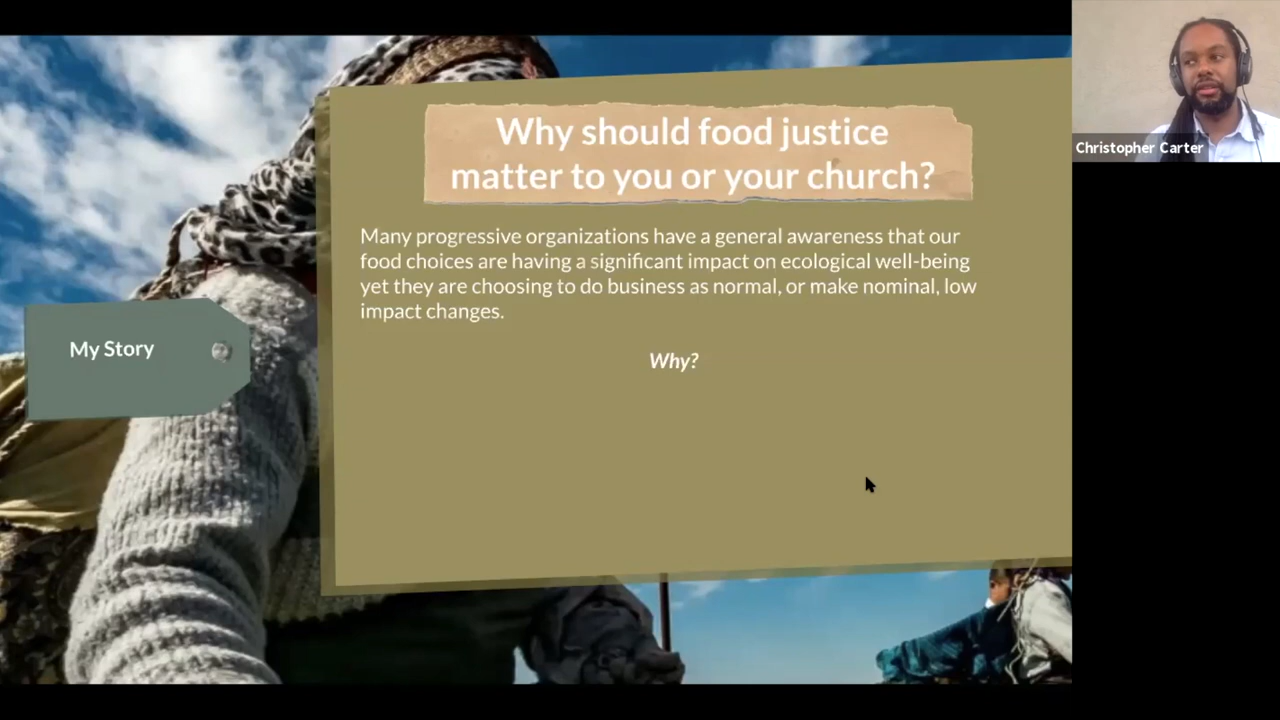 Why should food justice
matter to you or your church?
Many progressive organizations have a general awareness that our
food choices are having a significant impact on ecological well-being
yet they are choosing to do business as normal, or make nominal, low
impact changes.
Why?
My Story
Christopher Carter